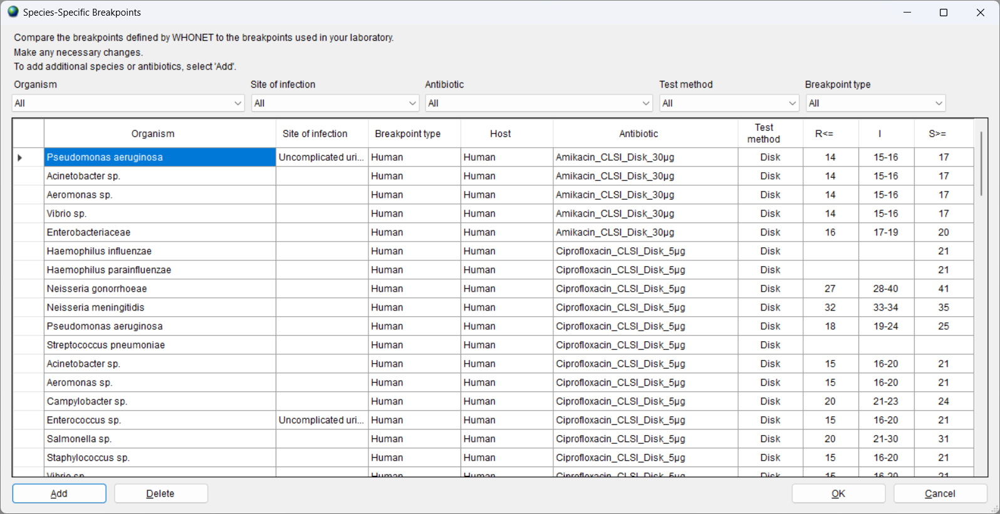 Species-Specific Breakpoints
Compare the breakpoints defined by WHONET to the breakpoints used in your laboratory.
Make any necessary changes.
To add additional species or antibiotics, select 'Add'.
Organism Site of infection Antibiotic Test method Breakpoint type
All All All All All
Organism Site of infection Breakpoint type Host Antibiotic Test method R<= I S>=
Pseudomonas aeruginosa Uncomplicated uri... Human Human Amikacin_CLSI_Disk_30µg Disk 14 15-16 17
Acinetobacter sp. Human Human Amikacin_CLSI_Disk_30µg Disk 14 15-16 17
Aeromonas sp. Human Human Amikacin_CLSI_Disk_30µg Disk 14 15-16 17
Vibrio sp. Human Human Amikacin_CLSI_Disk_30µg Disk 14 15-16 17
Enterobacteriaceae Human Human Amikacin_CLSI_Disk_30µg Disk 16 17-19 20
Haemophilus influenzae Human Human Ciprofloxacin_CLSI_Disk_5µg Disk 21
Haemophilus parainfluenzae Human Human Ciprofloxacin_CLSI_Disk_5µg Disk 21
Neisseria gonorrhoeae Human Human Ciprofloxacin_CLSI_Disk_5µg Disk 27 28-40 41
Neisseria meningitidis Human Human Ciprofloxacin_CLSI_Disk_5µg Disk 32 33-34 35
Pseudomonas aeruginosa Human Human Ciprofloxacin_CLSI_Disk_5µg Disk 18 19-24 25
Streptococcus pneumoniae Human Human Ciprofloxacin_CLSI_Disk_5µg Disk
Acinetobacter sp. Human Human Ciprofloxacin_CLSI_Disk_5µg Disk 15 16-20 21
Aeromonas sp. Human Human Ciprofloxacin_CLSI_Disk_5µg Disk 15 16-20 21
Campylobacter sp. Human Human Ciprofloxacin_CLSI_Disk_5µg Disk 20 21-23 24
Enterococcus sp. Uncomplicated uri... Human Human Ciprofloxacin_CLSI_Disk_5µg Disk 15 16-20 21
Salmonella sp. Human Human Ciprofloxacin_CLSI_Disk_5µg Disk 20 21-30 31
Staphylococcus sp. Human Human Ciprofloxacin_CLSI_Disk_5µg Disk 15 16-20 21
Vibrio sp. Human Human Ciprofloxacin_CLSI_Disk_5µg Disk 15 16-20 21
Add Delete OK Cancel